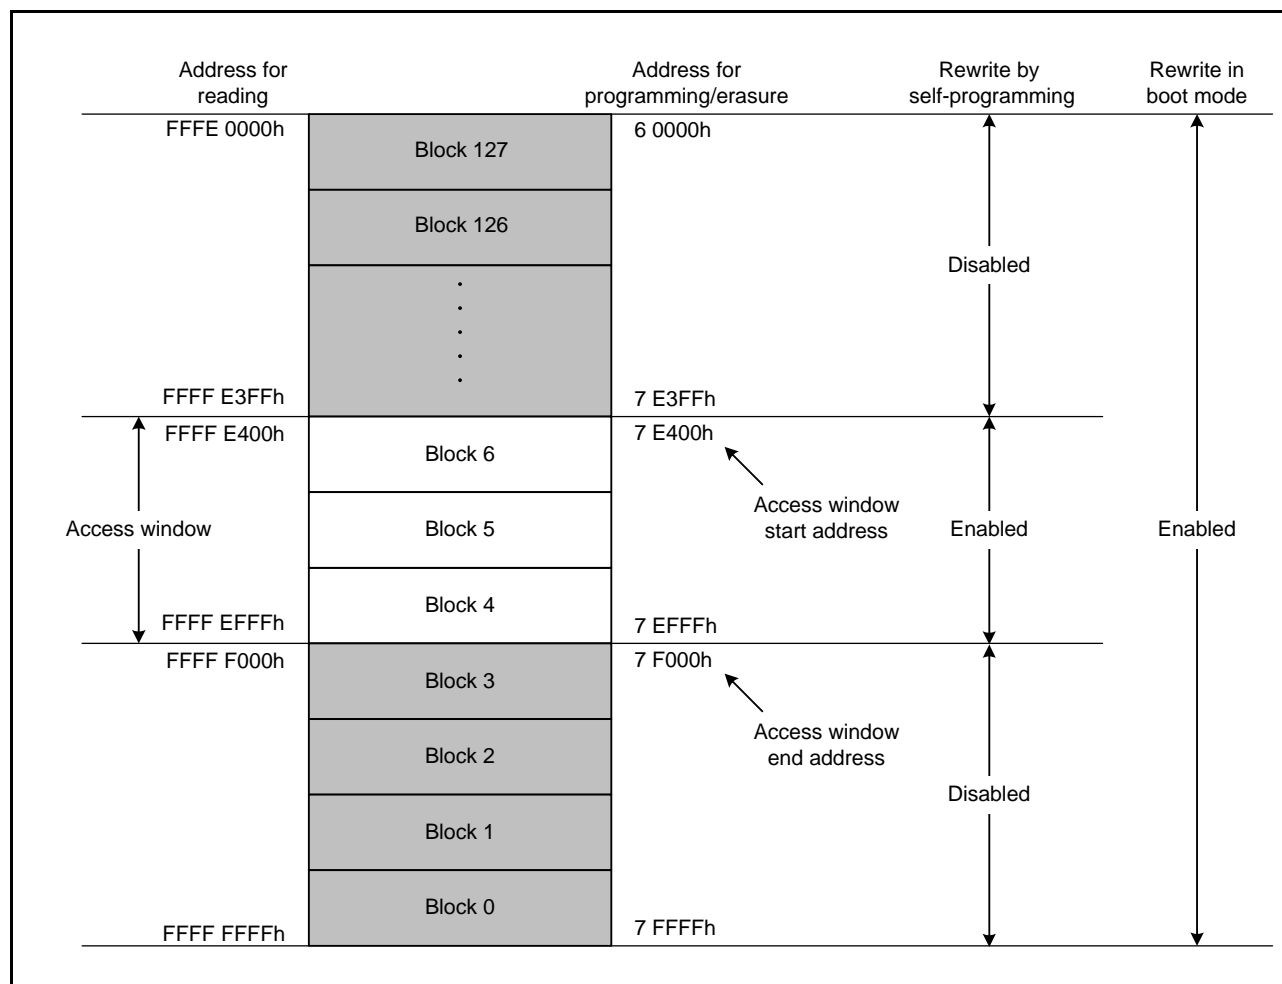 Address for
reading
Address for
programming/erasure
Rewrite by
self-programming
Rewrite in
boot mode
FFFE 0000h
6 0000h
Block 127
Block 126
Disabled
FFFF E3FFh
7 E3FFh
FFFF E400h
7 E400h
Block 6
Access window
start address
Access window
Block 5
Enabled
Enabled
Block 4
FFFF EFFFh
7 EFFFh
FFFF F000h
7 F000h
Block 3
Access window
end address
Block 2
Disabled
Block 1
Block 0
FFFF FFFFh
7 FFFFh